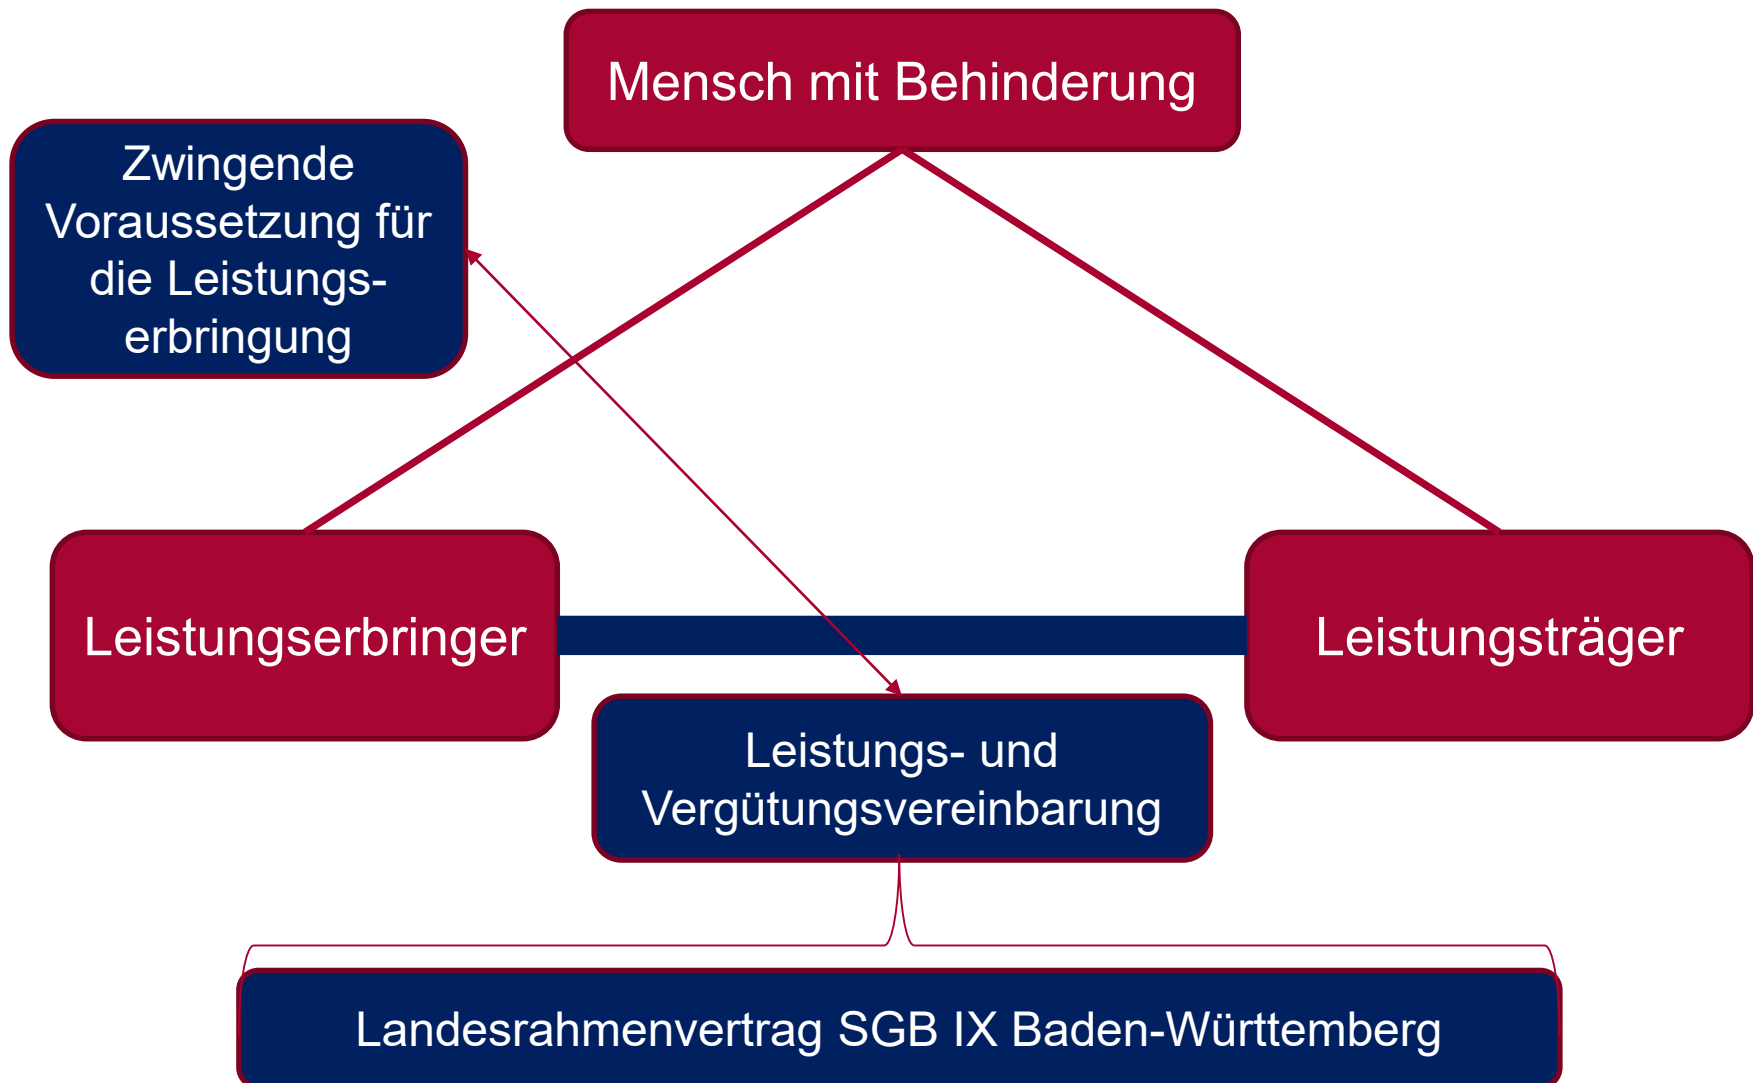 Mensch mit Behinderung
Zwingende
Voraussetzung für
die Leistungs-
erbringung
Leistungserbringer
Leistungsträger
Leistungs- und
Vergütungsvereinbarung
Landesrahmenvertrag SGB IX Baden-Württemberg